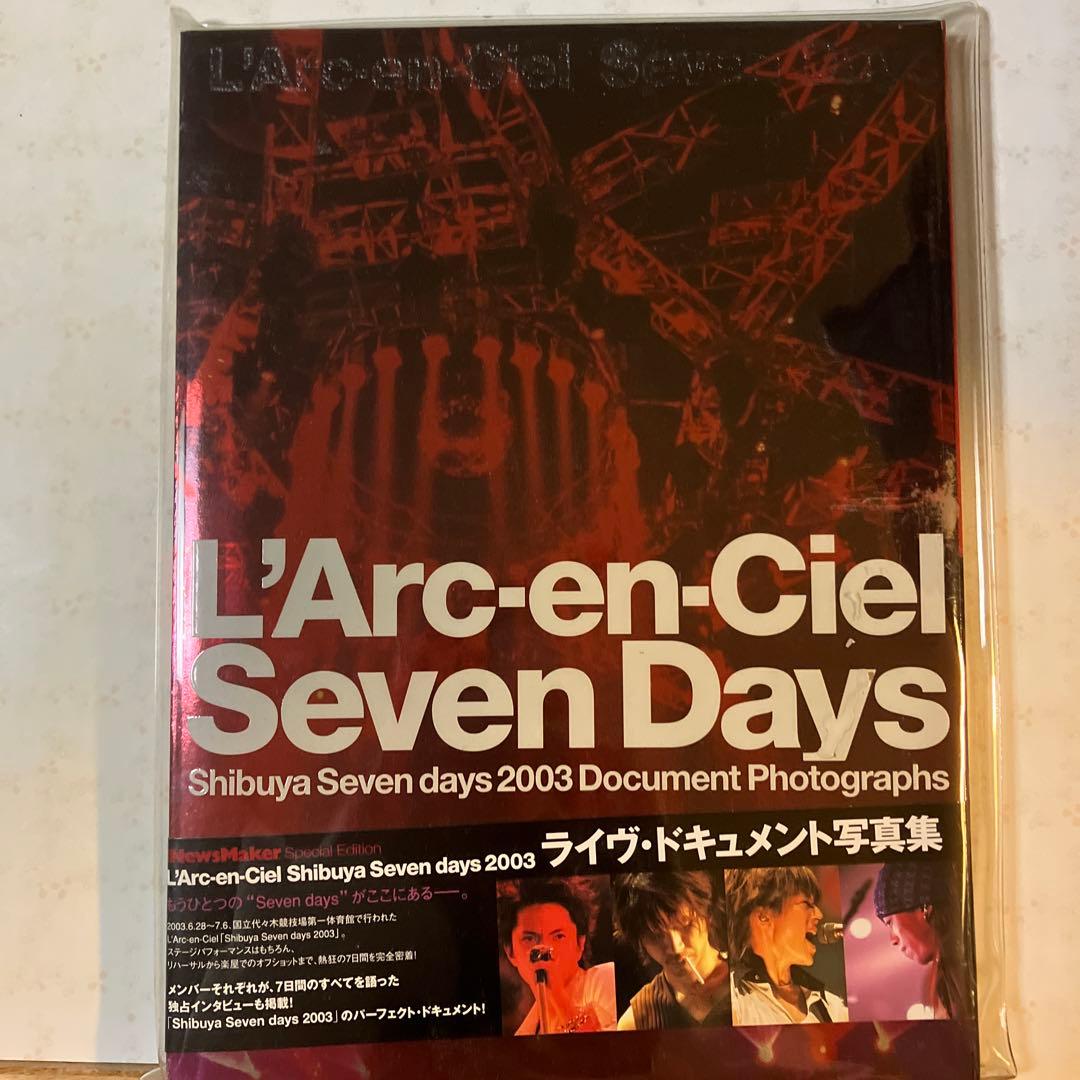 L'Arc-en-Ciel Seve
L'Arc-en-Ciel
Seven Days
Shibuya Seven days 2003 Document Photographs
NewsMaker Special Edition
L'Arc-en-Ciel Shibuya Seven days 2003
ライヴ・ドキュメント写真集
もうひとつの“Seven days”がここにある──。
2003.6.28〜7.6、国立代々木競技場第一体育館で行われた
L'Arc-en-Ciel「Shibuya Seven days 2003」。
ステージパフォーマンスはもちろん、
リハーサルから楽屋でのオフショットまで、熱狂の7日間を完全密着!
メンバーそれぞれが、7日間のすべてを語った
独占インタビューも掲載!
「Shibuya Seven days 2003」のパーフェクト・ドキュメント!